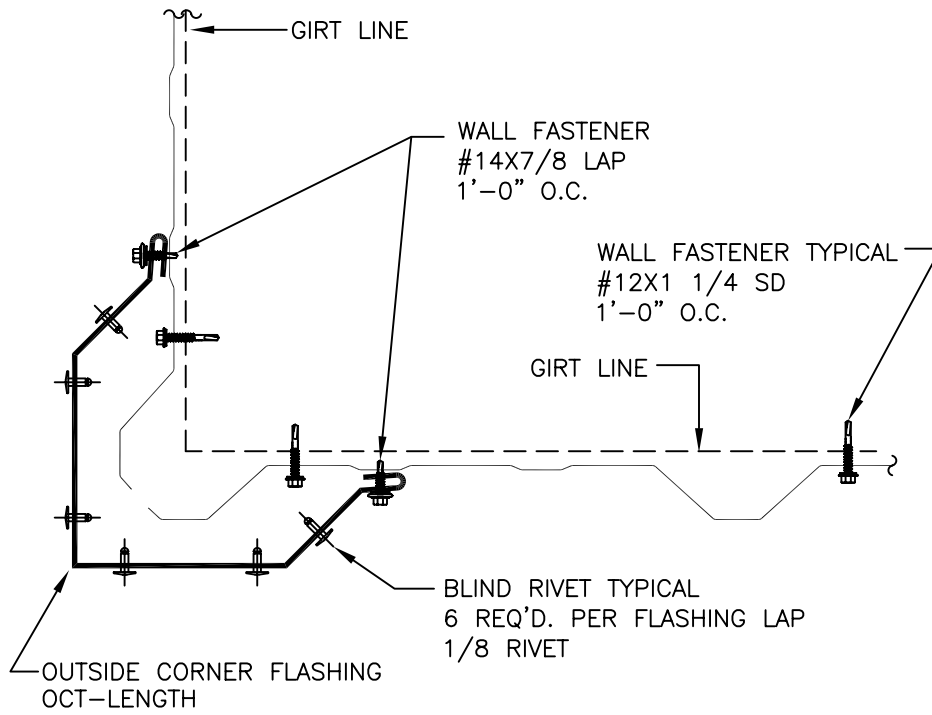 GIRT LINE
WALL FASTENER
#14X7/8 LAP
1'-0" O.C.
WALL FASTENER TYPICAL
#12X1 1/4 SD
1'-0" O.C.
GIRT LINE
BLIND RIVET TYPICAL
6 REQ'D. PER FLASHING LAP
1/8 RIVET
OUTSIDE CORNER FLASHING
OCT-LENGTH